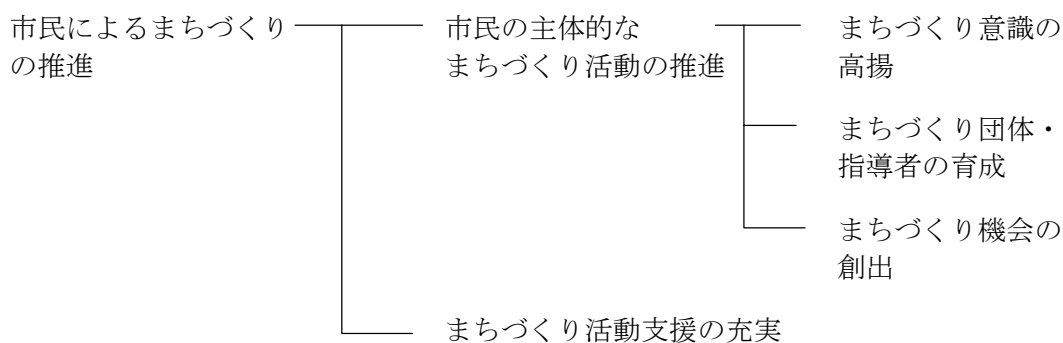 市民によるまちづくり
の推進
市民の主体的な
まちづくり活動の推進
まちづくり意識の
高揚
まちづくり団体・
指導者の育成
まちづくり機会の
創出
まちづくり活動支援の充実